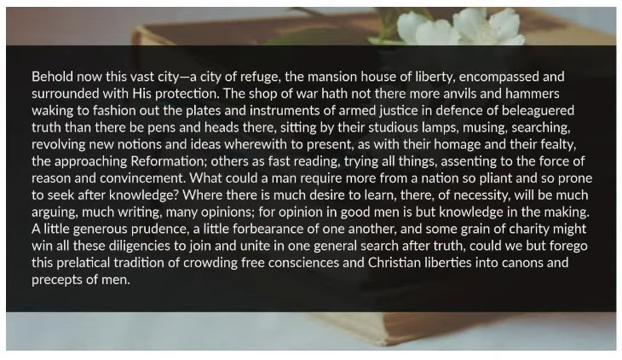 Behold now this vast city—a city of refuge, the mansion house of liberty, encompassed and
surrounded with His protection. The shop of war hath not there more anvils and hammers
waking to fashion out the plates and instruments of armed justice in defence of beleaguered
truth than there be pens and heads there, sitting by their studious lamps, musing, searching,
revolving new notions and ideas wherewith to present, as with their homage and their fealty,
the approaching Reformation; others as fast reading, trying all things, assenting to the force of
reason and convincement. What could a man require more from a nation so pliant and so prone
to seek after knowledge? Where there is much desire to learn, there, of necessity, will be much
arguing, much writing, many opinions; for opinion in good men is but knowledge in the making.
A little generous prudence, a little forbearance of one another, and some grain of charity might
win all these diligencies to join and unite in one general search after truth, could we but forego
this prelatical tradition of crowding free consciences and Christian liberties into canons and
precepts of men.